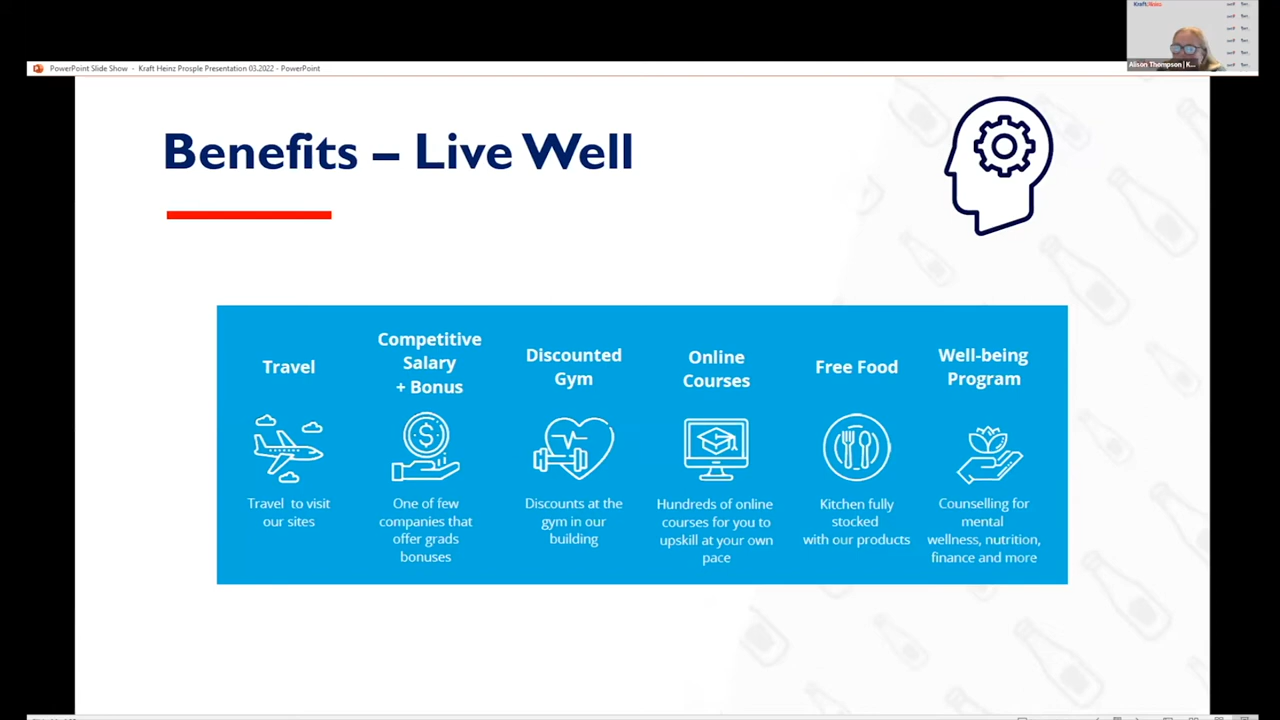 KraftHeinz
Alison Thompson | K...
PowerPoint Slide Show - Kraft Heinz Prosple Presentation 03.2022 - PowerPoint
Benefits – Live Well
Travel
Travel to visit
our sites
Competitive
Salary
+ Bonus
One of few
companies that
offer grads
bonuses
Discounted
Gym
Discounts at the
gym in our
building
Online
Courses
Hundreds of online
courses for you to
upskill at your own
pace
Free Food
Kitchen fully
stocked
with our products
Well-being
Program
Counselling for
mental
wellness, nutrition,
finance and more